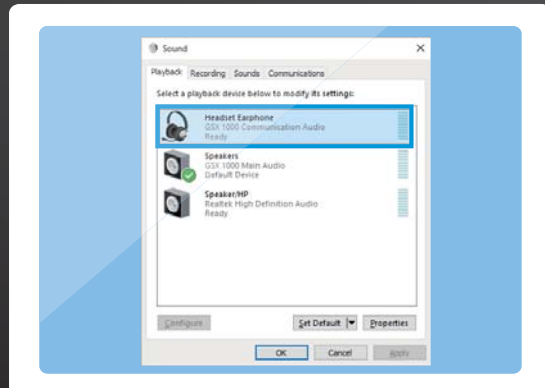 Sound
Playback Recording Sounds Communications
Select a playback device below to modify its settings:
Headset Earphone
GSX 1000 Communication Audio
Ready
Speakers
GSX 1000 Main Audio
Default Device
Speaker/HP
Realtek High Definition Audio
Ready
Configure Set Default Properties
OK Cancel Apply